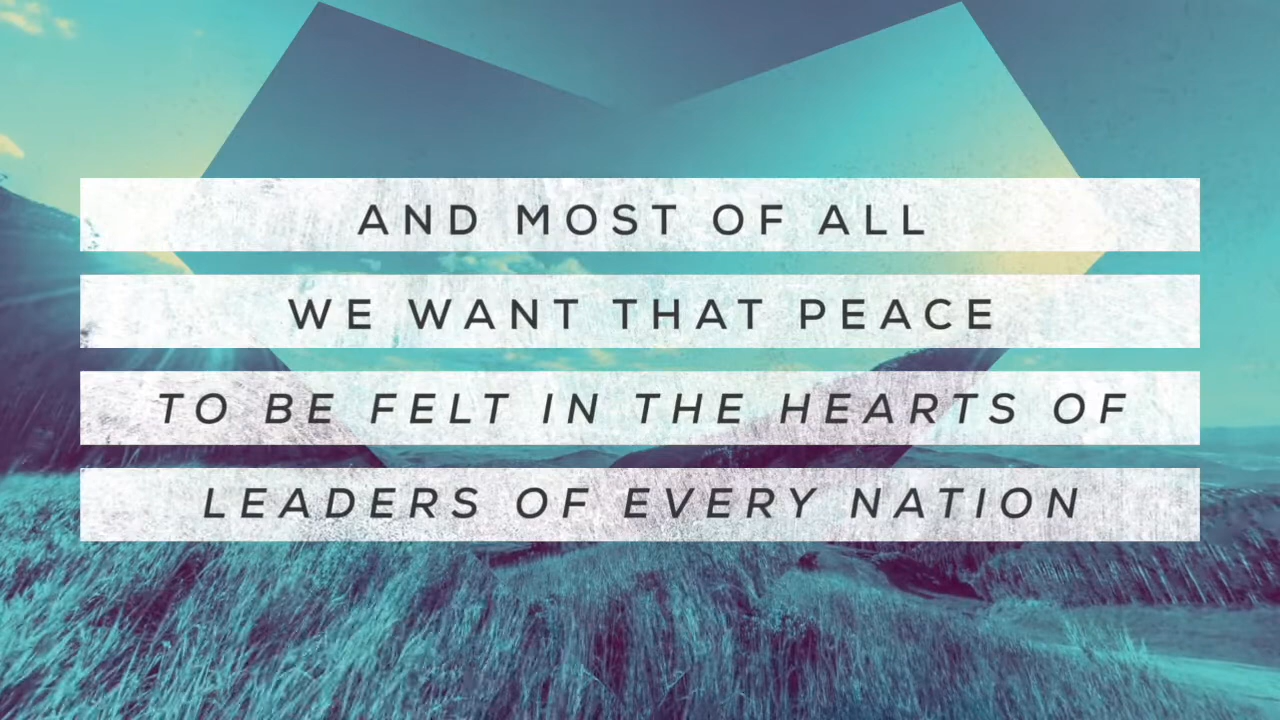 AND MOST OF ALL
WE WANT THAT PEACE
TO BE FELT IN THE HEARTS OF
LEADERS OF EVERY NATION